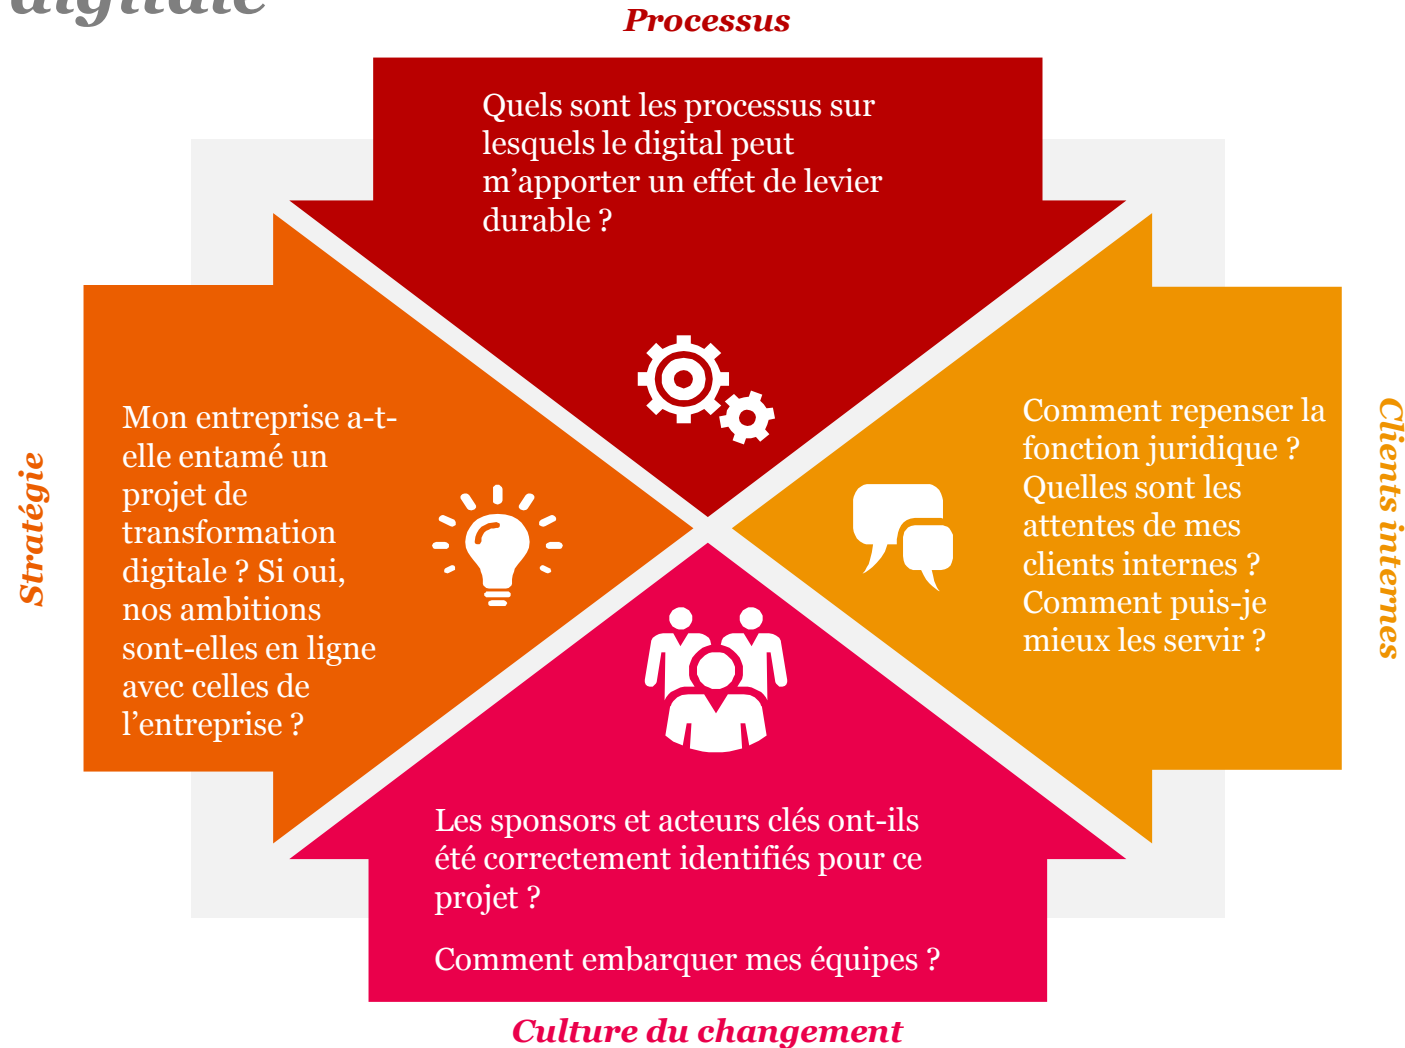 digitale
Processus
Quels sont les processus sur
lesquels le digital peut
m’apporter un effet de levier
durable ?
Stratégie
Mon entreprise a-t-
elle entamé un
projet de
transformation
digitale ? Si oui,
nos ambitions
sont-elles en ligne
avec celles de
l’entreprise ?
Comment repenser la
fonction juridique ?
Quelles sont les
attentes de mes
clients internes ?
Comment puis-je
mieux les servir ?
Clients internes
Les sponsors et acteurs clés ont-ils
été correctement identifiés pour ce
projet ?
Comment embarquer mes équipes ?
Culture du changement